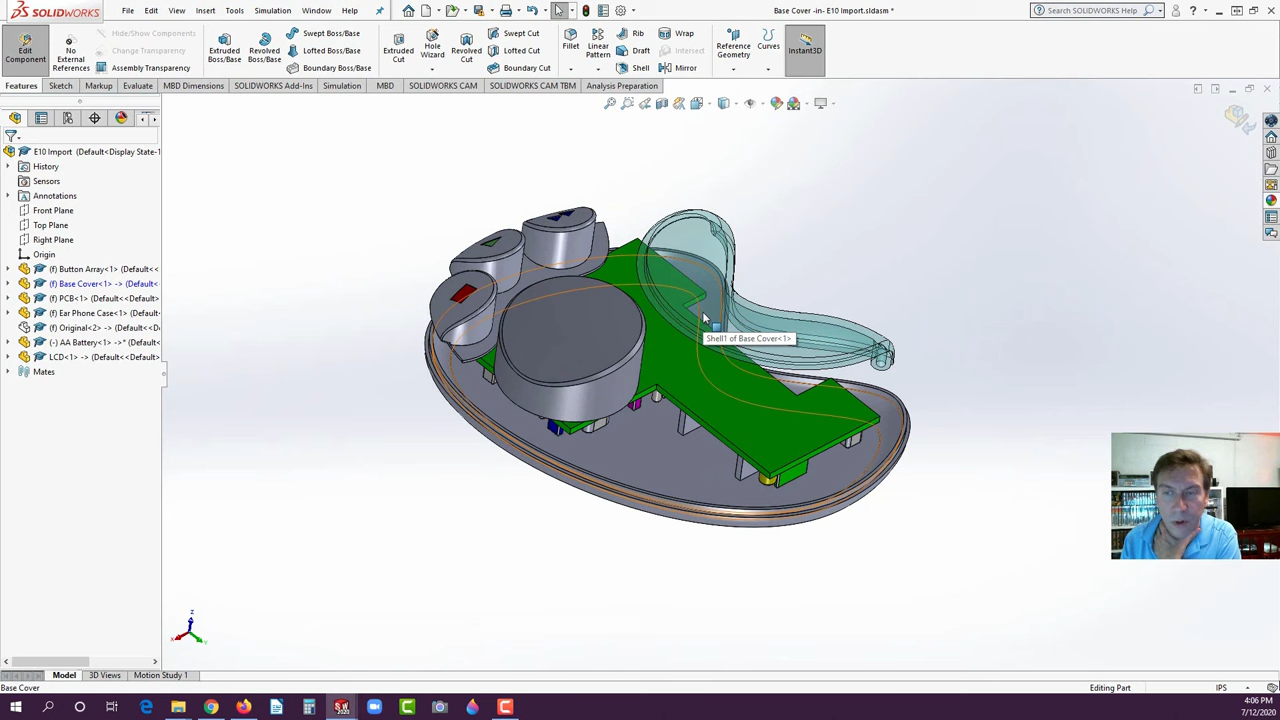 SOLIDWORKS
File Edit View Insert Tools Simulation Window Help
Base Cover -in- E10 Import.sldasm *
Search SOLIDWORKS Help
Edit Component
No External References
Hide/Show Components
Change Transparency
Assembly Transparency
Extruded Boss/Base
Revolved Boss/Base
Swept Boss/Base
Lofted Boss/Base
Boundary Boss/Base
Extruded Cut
Hole Wizard
Revolved Cut
Swept Cut
Lofted Cut
Boundary Cut
Fillet
Linear Pattern
Rib
Draft
Shell
Wrap
Intersect
Mirror
Reference Geometry
Curves
Instant3D
Features Sketch Markup Evaluate MBD Dimensions SOLIDWORKS Add-Ins Simulation MBD SOLIDWORKS CAM SOLIDWORKS CAM TBM Analysis Preparation
E10 Import (Default<Display State-1
History
Sensors
Annotations
Front Plane
Top Plane
Right Plane
Origin
(f) Button Array<1> (Default<<
(f) Base Cover<1> -> (Default<
(f) PCB<1> (Default<<Default
(f) Ear Phone Case<1> (Default
(f) Original<2> (Default<<Def
(-) AA Battery<1> ->* (Default
LCD<1> -> (Default<<Default
Mates
Shell1 of Base Cover<1>
z
x
y
Model 3D Views Motion Study 1
Base Cover
Editing Part
IPS
SW
2020
4:06 PM
7/12/2020